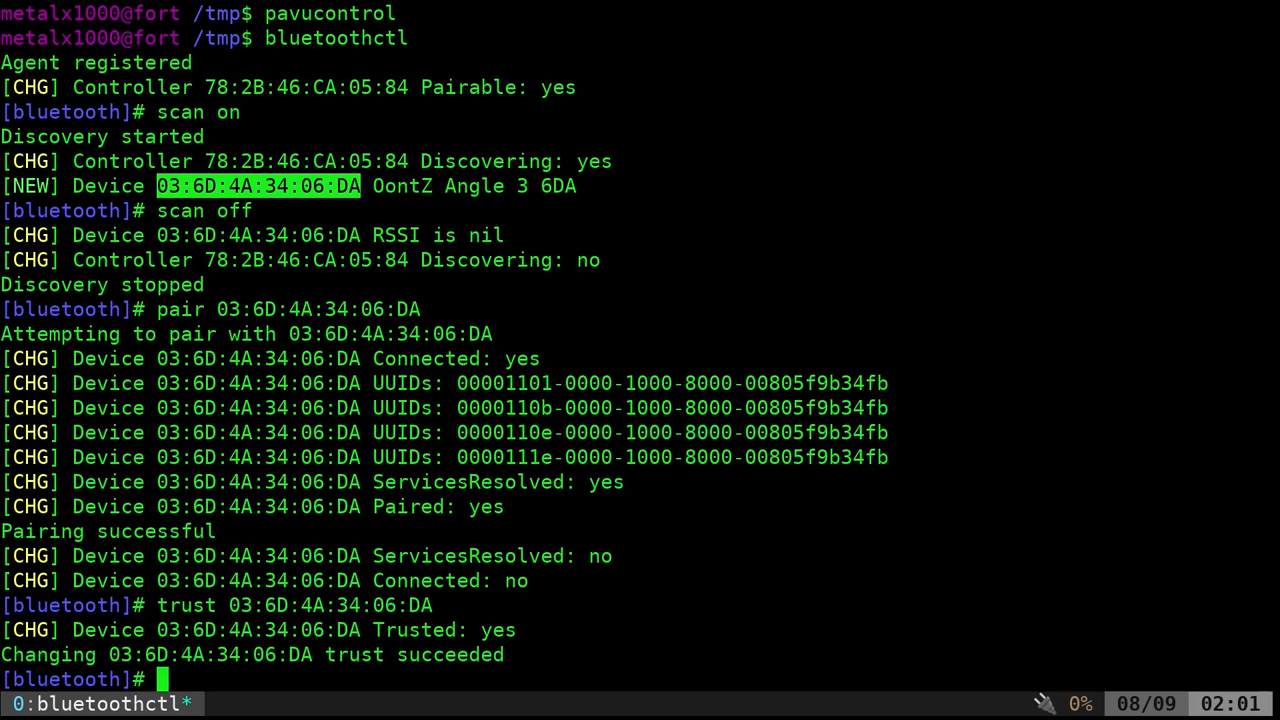 metalx1000@fort /tmp$ pavucontrol
metalx1000@fort /tmp$ bluetoothctl
Agent registered
[CHG] Controller 78:2B:46:CA:05:84 Pairable: yes
[bluetooth]# scan on
Discovery started
[CHG] Controller 78:2B:46:CA:05:84 Discovering: yes
[NEW] Device 03:6D:4A:34:06:DA OontZ Angle 3 6DA
[bluetooth]# scan off
[CHG] Device 03:6D:4A:34:06:DA RSSI is nil
[CHG] Controller 78:2B:46:CA:05:84 Discovering: no
Discovery stopped
[bluetooth]# pair 03:6D:4A:34:06:DA
Attempting to pair with 03:6D:4A:34:06:DA
[CHG] Device 03:6D:4A:34:06:DA Connected: yes
[CHG] Device 03:6D:4A:34:06:DA UUIDs: 00001101-0000-1000-8000-00805f9b34fb
[CHG] Device 03:6D:4A:34:06:DA UUIDs: 0000110b-0000-1000-8000-00805f9b34fb
[CHG] Device 03:6D:4A:34:06:DA UUIDs: 0000110e-0000-1000-8000-00805f9b34fb
[CHG] Device 03:6D:4A:34:06:DA UUIDs: 0000111e-0000-1000-8000-00805f9b34fb
[CHG] Device 03:6D:4A:34:06:DA ServicesResolved: yes
[CHG] Device 03:6D:4A:34:06:DA Paired: yes
Pairing successful
[CHG] Device 03:6D:4A:34:06:DA ServicesResolved: no
[CHG] Device 03:6D:4A:34:06:DA Connected: no
[bluetooth]# trust 03:6D:4A:34:06:DA
[CHG] Device 03:6D:4A:34:06:DA Trusted: yes
Changing 03:6D:4A:34:06:DA trust succeeded
[bluetooth]#
0:bluetoothctl* 0% 08/09 02:01